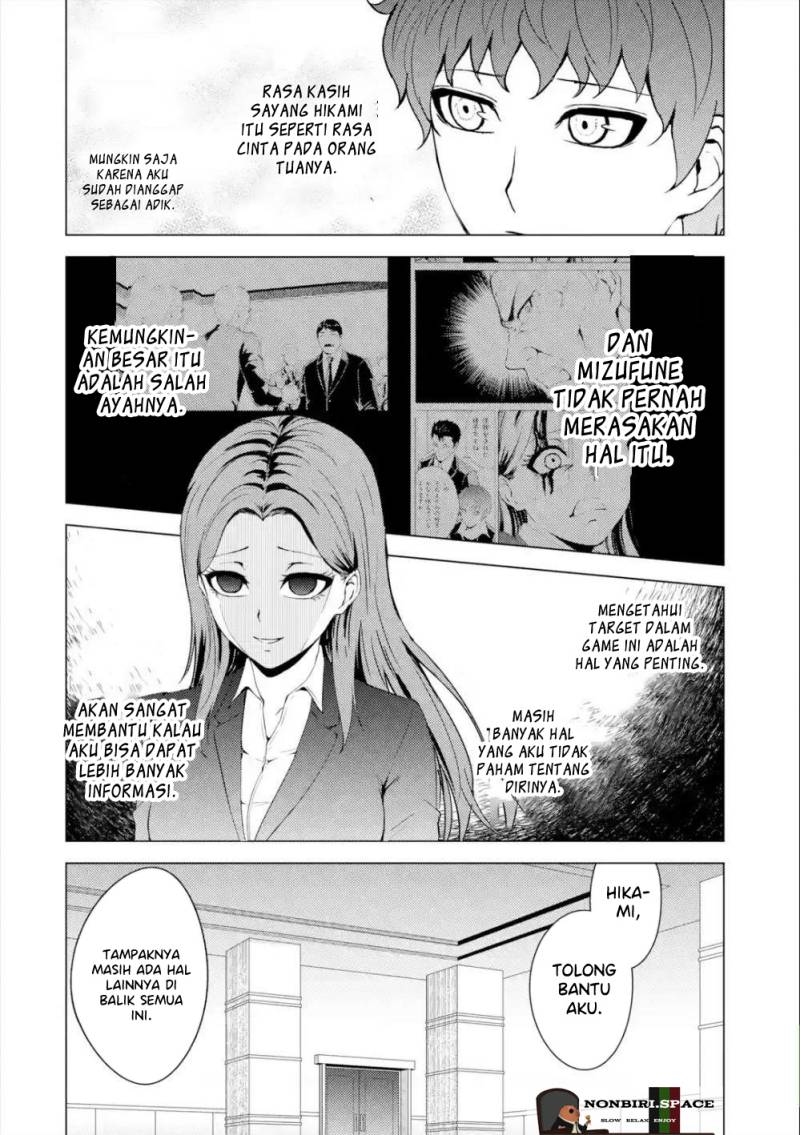 RASA KASIH
SAYANG HIKAMI
ITU SEPERTI RASA
CINTA PADA ORANG
TUANYA.
MUNGKIN SAJA
KARENA AKU
SUDAH DIANGGAP
SEBAGAI ADIK.
DAN
MIZUFUNE
TIDAK PERNAH
MERASAKAN
HAL ITU.
KEMUNGKIN-
AN BESAR ITU
ADALAH SALAH
AYAHNYA.
MENGETAHUI
TARGET DALAM
GAME INI ADALAH
HAL YANG PENTING.
MASIH
BANYAK HAL
YANG AKU TIDAK
PAHAM TENTANG
DIRINYA.
AKAN SANGAT
MEMBANTU KALAU
AKU BISA DAPAT
LEBIH BANYAK
INFORMASI.
HIKA-
MI,
TOLONG
BANTU
AKU.
TAMPAKNYA
MASIH ADA HAL
LAINNYA DI
BALIK SEMUA
INI.
NONBIRI.SPACE
SLOW RELAX ENJOY